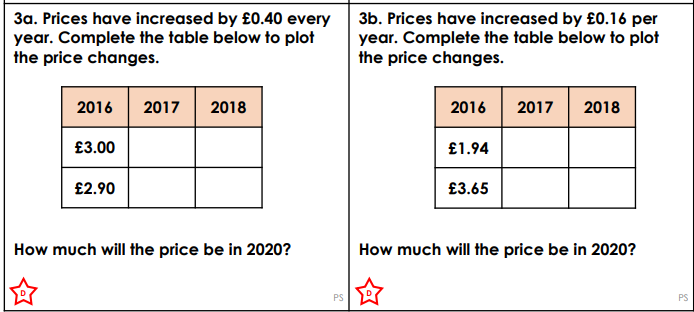 3a. Prices have increased by £0.40 every
year. Complete the table below to plot
the price changes.
2016 2017 2018
£3.00
£2.90
How much will the price be in 2020?
D
PS
3b. Prices have increased by £0.16 per
year. Complete the table below to plot
the price changes.
2016 2017 2018
£1.94
£3.65
How much will the price be in 2020?
D
PS